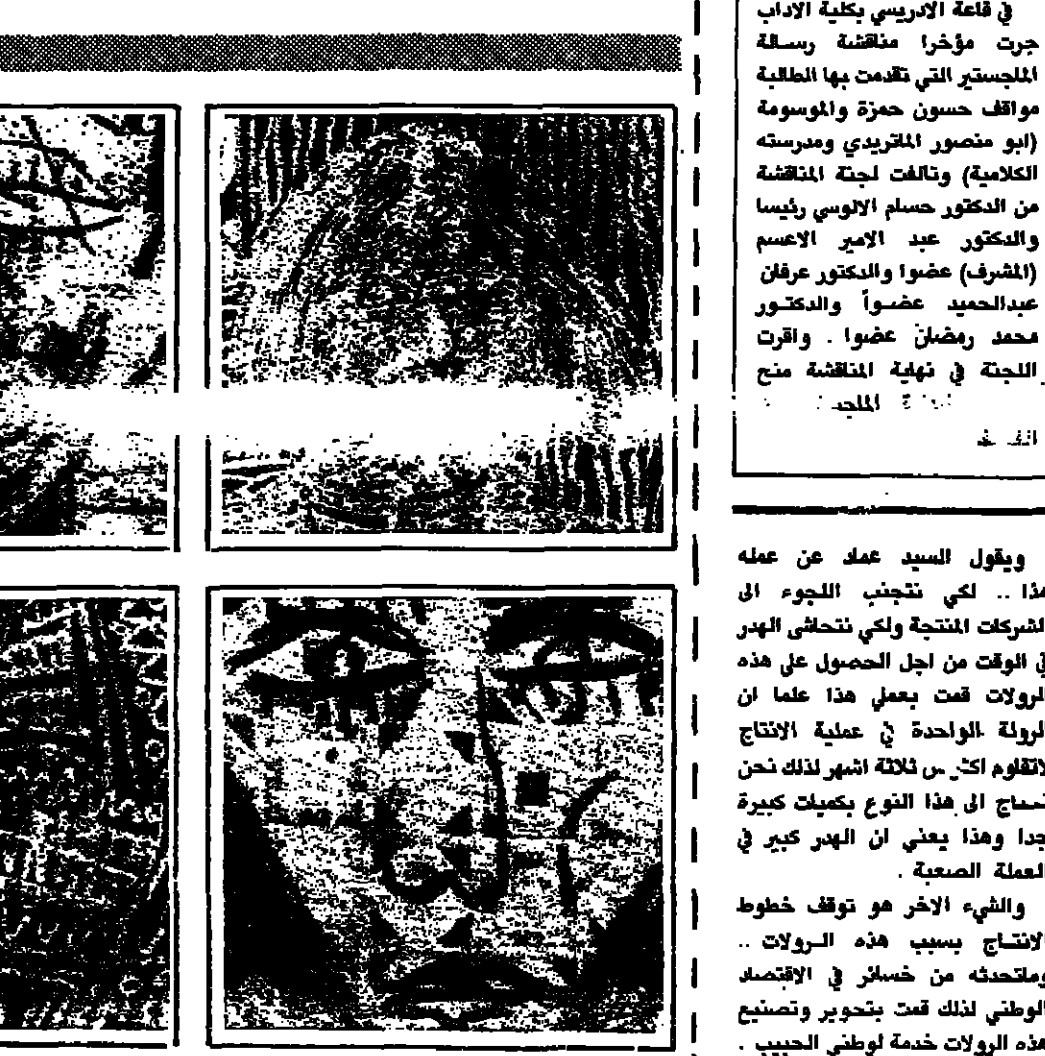 في قاعة الادريسي بكلية الاداب
جرت مؤخرا مناقشة رسالة
الماجستير التي تقدمت بها الطالبة
مواقف حسون حمزة والموسومة
(ابو منصور الماتريدي ومدرسته
الكلامية) وتالفت لجنة المناقشة
من الدكتور حسام الالوسي رئيسا
والدكتور عبد الامير الاعسم
(المشرف) عضوا والدكتور عرفان
عبدالحميد عضواً والدكتور
محمد رمضان عضوا . واقرت
اللجنة في نهاية المناقشة منح
ويقول السيد عماد عن عمله
هذا .. لكي نتجنب اللجوء الى
الشركات المنتجة ولكي نتحاشى الهدر
في الوقت من اجل الحصول على هذه
الرولات قمت بعملي هذا علما ان
الرولة الواحدة في عملية الانتاج
لاتقاوم اكثر من ثلاثة اشهر لذلك نحن
الى هذا النوع بكميات كبيرة
جدا وهذا يعني ان الهدر كبير في
العملة الصعبة .
والشيء الاخر هو توقف خطوط
الانتاج بسبب هذه الرولات ..
وماتحدثه من خسائر في الاقتصاد
الوطني لذلك قمت بتحوير وتصنيع
هذه الرولات خدمة لوطني الحبيب .